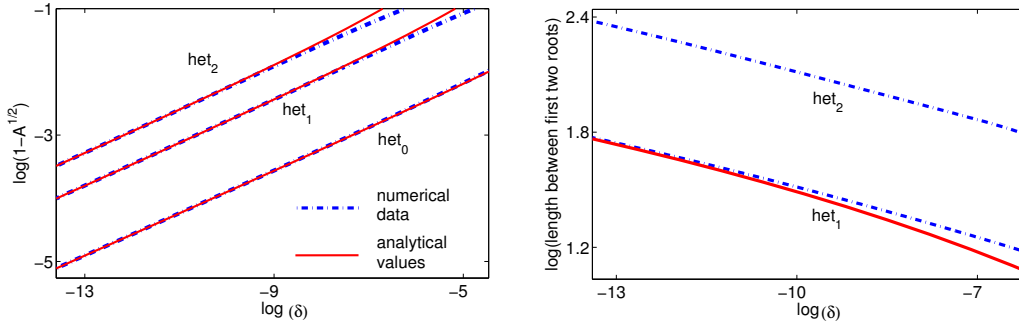 −1
−3
−5
log(1−A^{1/2})
het_2
het_1
het_0
numerical
data
analytical
values
−13
−9
−5
log (δ)
2.4
1.8
1.2
log(length between first two roots)
het_2
het_1
−13
−10
−7
log(δ)